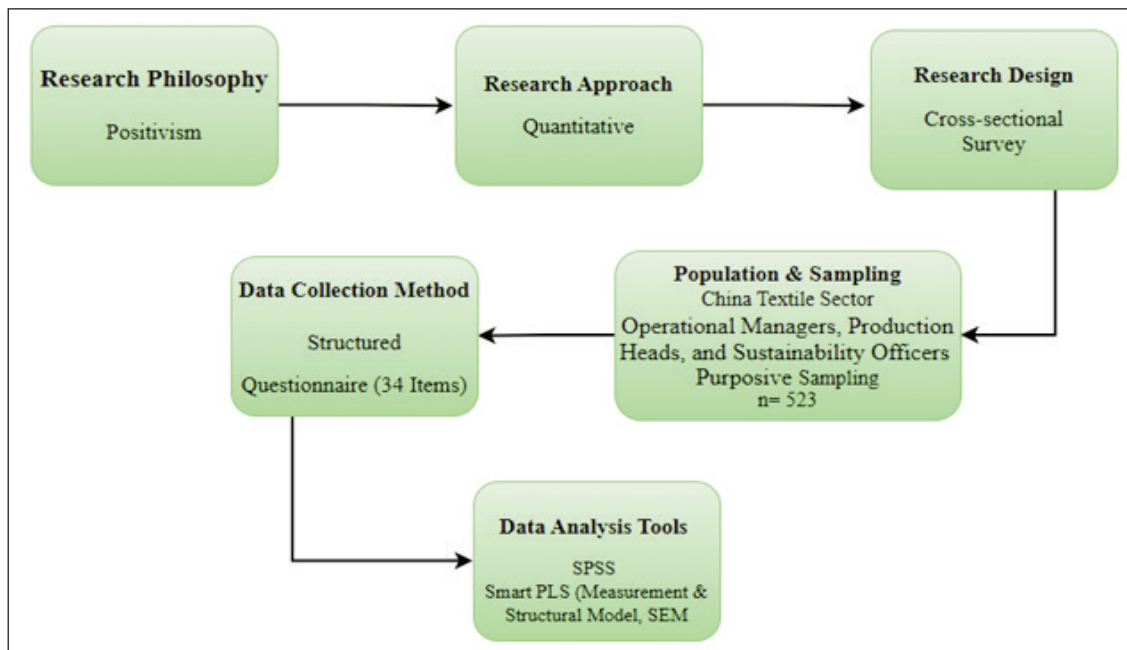 Research Philosophy
Positivism
Research Approach
Quantitative
Research Design
Cross-sectional
Survey
Population & Sampling
China Textile Sector
Operational Managers, Production
Heads, and Sustainability Officers
Purposive Sampling
n= 523
Data Collection Method
Structured
Questionnaire (34 Items)
Data Analysis Tools
SPSS
Smart PLS (Measurement &
Structural Model, SEM